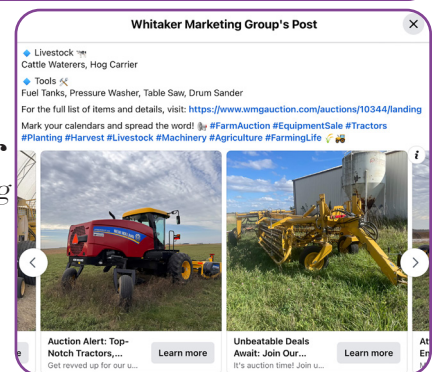 Whitaker Marketing Group's Post
Livestock
Cattle Waterers, Hog Carrier
Tools
Fuel Tanks, Pressure Washer, Table Saw, Drum Sander
For the full list of items and details, visit: https://www.wmgauction.com/auctions/10344/landing
Mark your calendars and spread the word! #FarmAuction #EquipmentSale #Tractors
#Planting #Harvest #Livestock #Machinery #Agriculture #FarmingLife
Auction Alert: Top-
Notch Tractors,...
Get revved up for our u...
Learn more
Unbeatable Deals
Await: Join Our...
It's auction time! Join u...
Learn more